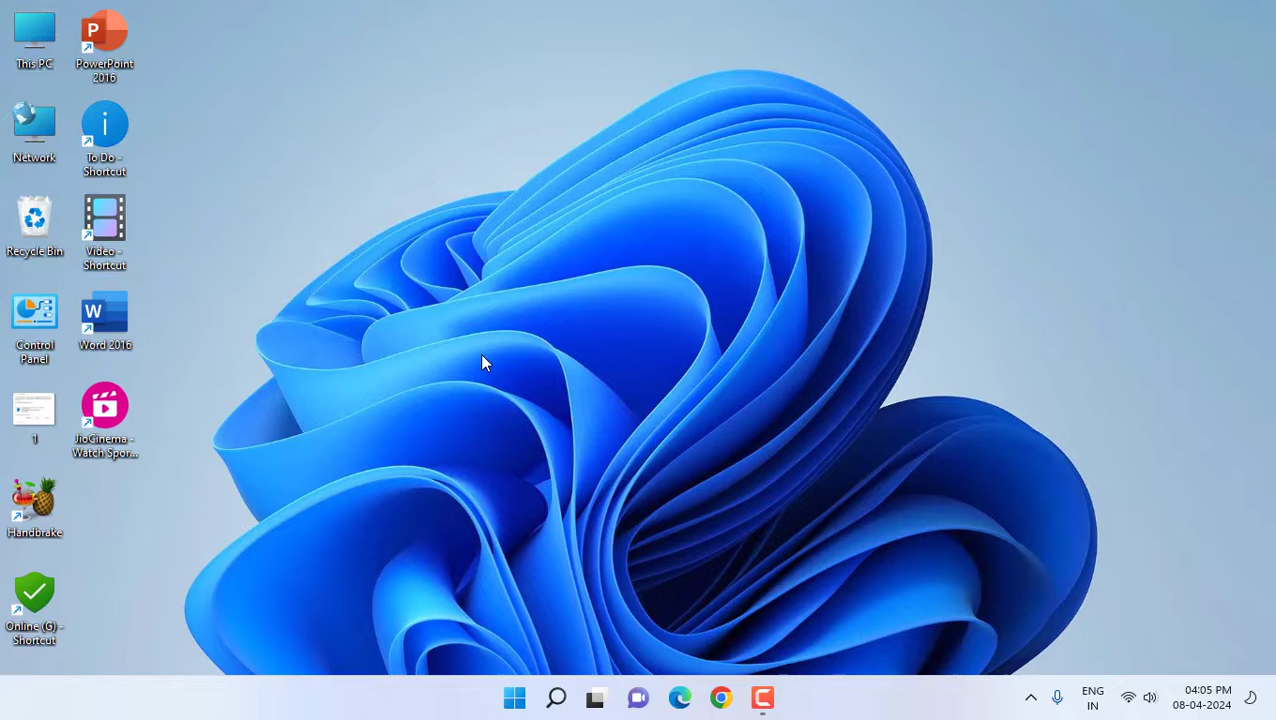 This PC
PowerPoint
2016
Network
To Do -
Shortcut
Recycle Bin
Video -
Shortcut
Control
Panel
Word 2016
1
JioCinema -
Watch Spor...
Handbrake
Online (G) -
Shortcut
ENG
IN
04:05 PM
08-04-2024